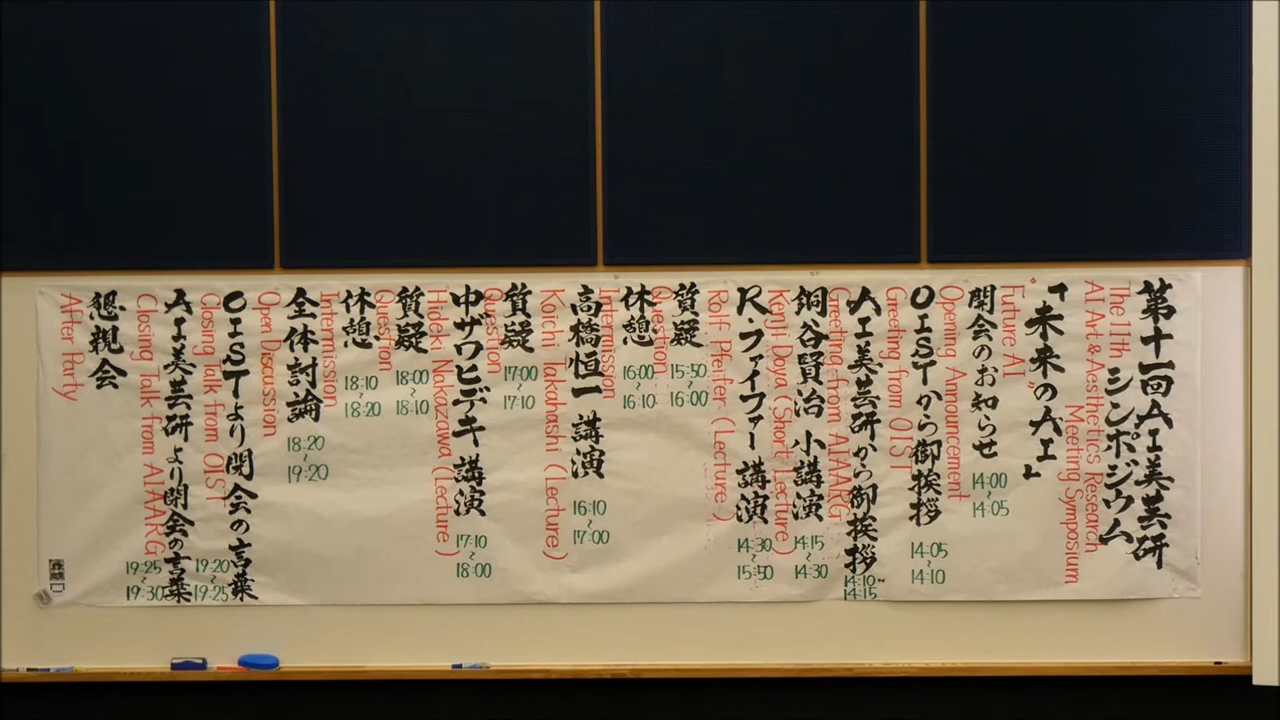 第十一回AI美芸研
シンポジウム
The 11th
AI Art & Aesthetics Research
Meeting Symposium
「未来のAI」
"Future AI"
開会のお知らせ
14:00
~
14:05
Opening Announcement
OISTから御挨拶
14:05
~
14:10
Greeting from OIST
AI美芸研から御挨拶
14:10~
14:15
Greeting from AIAARG
銅谷賢治 小講演
14:15
~
14:30
Kenji Doya (Short Lecture)
R・ファイファー 講演
14:30
~
15:50
Rolf Pfeifer (Lecture)
質疑
15:50
~
16:00
Question
休憩
16:00
~
16:10
Intermission
高橋恒一 講演
16:10
~
17:00
Koichi Takahashi (Lecture)
質疑
17:00
~
17:10
Question
中ザワヒデキ 講演
17:10
~
18:00
Hideki Nakazawa (Lecture)
質疑
18:00
~
18:10
Question
休憩
18:10
~
18:20
Intermission
全体討論
18:20
~
19:20
Open Discussion
OISTより閉会の言葉
19:20
~
19:25
Closing Talk from OIST
AI美芸研より閉会の言葉
19:25
~
19:30
Closing Talk from AIAARG
懇親会
After Party